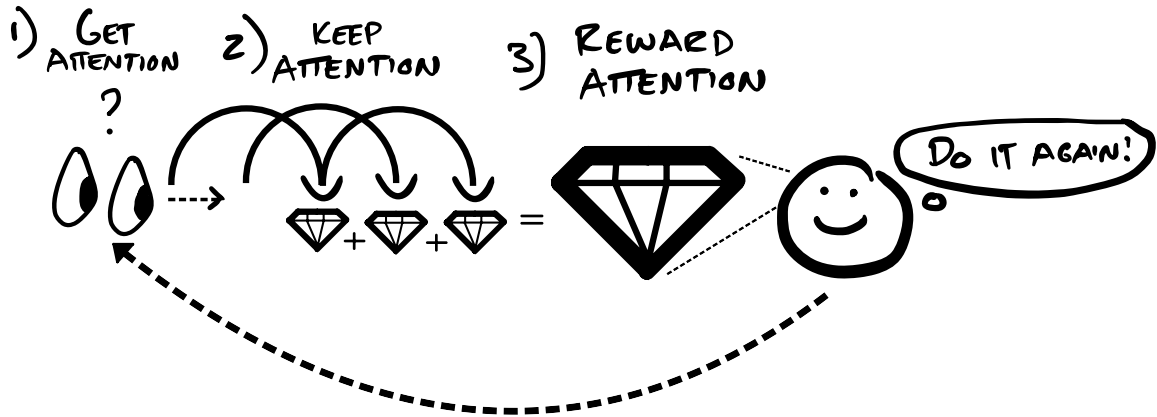 1) GET
ATTENTION
?
2) KEEP
ATTENTION
3) REWARD
ATTENTION
+ + =
DO IT AGAIN!